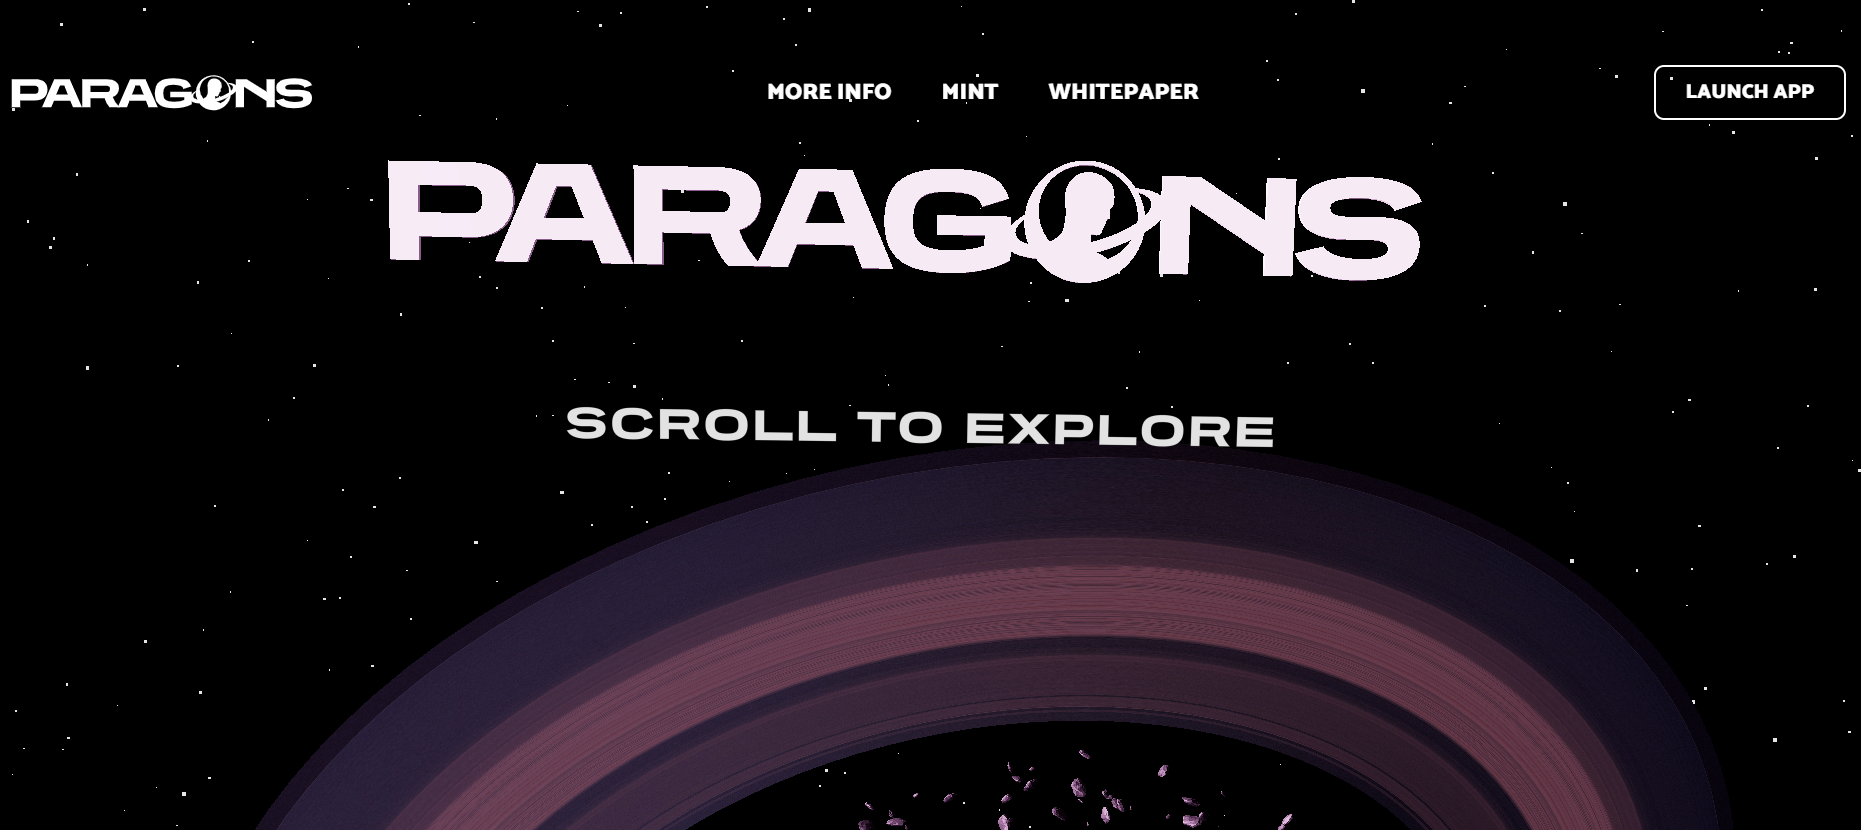 PARAGONS
MORE INFO
MINT
WHITEPAPER
LAUNCH APP
PARAGONS
SCROLL TO EXPLORE